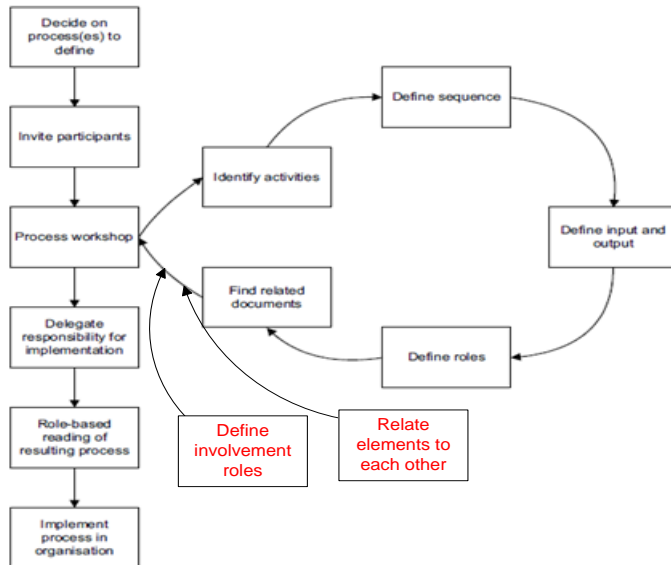 Decide on
process(es) to
define
Invite participants
Process workshop
Delegate
responsibility for
implementation
Role-based
reading of
resulting process
Implement
process in
organisation
Identify activities
Define sequence
Define input and
output
Define roles
Find related
documents
Define
involvement
roles
Relate
elements to
each other